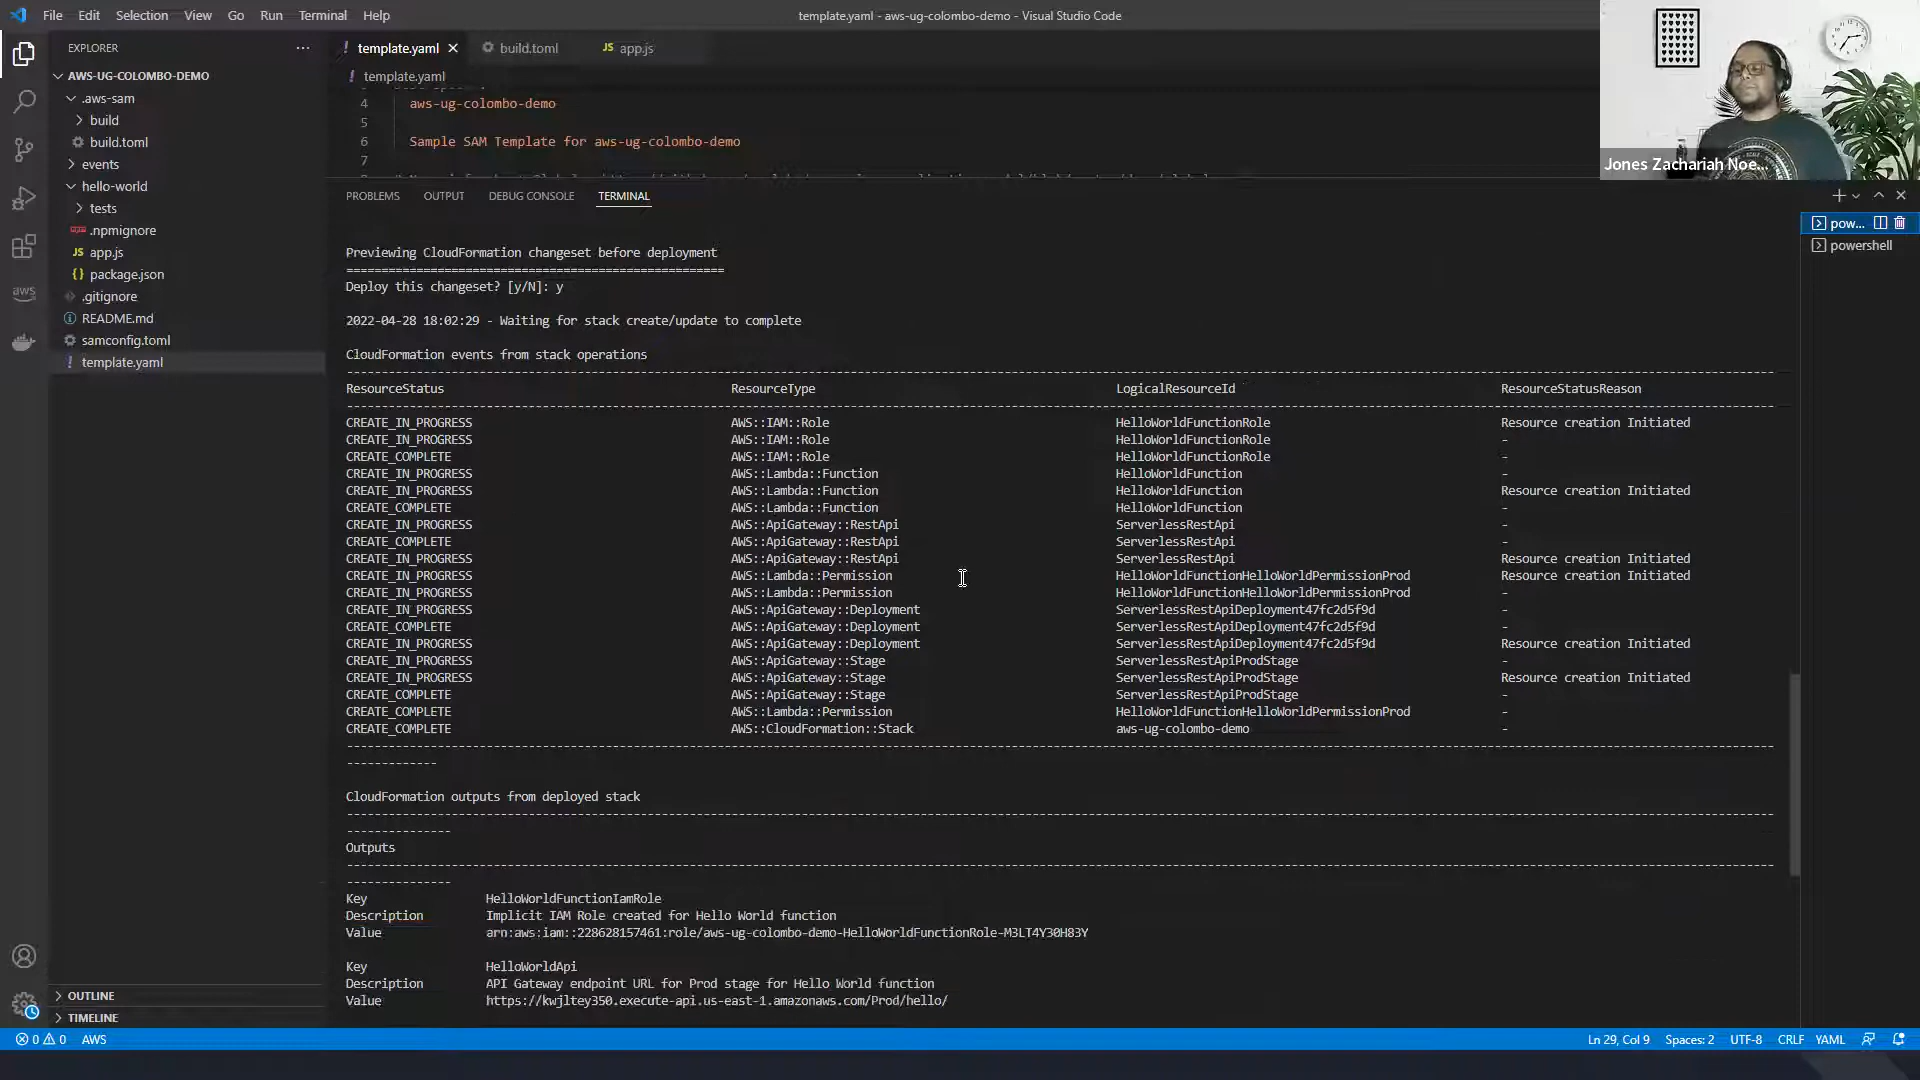 File Edit Selection View Go Run Terminal Help
template.yaml - aws-ug-colombo-demo - Visual Studio Code
EXPLORER
AWS-UG-COLOMBO-DEMO
.aws-sam
build
build.toml
events
hello-world
tests
.npmignore
app.js
package.json
.gitignore
README.md
samconfig.toml
template.yaml
OUTLINE
TIMELINE
template.yaml build.toml JS app.js
template.yaml
4 aws-ug-colombo-demo
5
6 Sample SAM Template for aws-ug-colombo-demo
7
Jones Zachariah Noe...
PROBLEMS OUTPUT DEBUG CONSOLE TERMINAL
pow...
powershell
Previewing CloudFormation changeset before deployment
======================================================
Deploy this changeset? [y/N]: y
2022-04-28 18:02:29 - Waiting for stack create/update to complete
CloudFormation events from stack operations
ResourceStatus ResourceType LogicalResourceId ResourceStatusReason
CREATE_IN_PROGRESS AWS::IAM::Role HelloWorldFunctionRole Resource creation Initiated
CREATE_IN_PROGRESS AWS::IAM::Role HelloWorldFunctionRole -
CREATE_COMPLETE AWS::IAM::Role HelloWorldFunctionRole -
CREATE_IN_PROGRESS AWS::Lambda::Function HelloWorldFunction -
CREATE_IN_PROGRESS AWS::Lambda::Function HelloWorldFunction Resource creation Initiated
CREATE_COMPLETE AWS::Lambda::Function HelloWorldFunction -
CREATE_IN_PROGRESS AWS::ApiGateway::RestApi ServerlessRestApi -
CREATE_COMPLETE AWS::ApiGateway::RestApi ServerlessRestApi -
CREATE_IN_PROGRESS AWS::ApiGateway::RestApi ServerlessRestApi Resource creation Initiated
CREATE_IN_PROGRESS AWS::Lambda::Permission HelloWorldFunctionHelloWorldPermissionProd Resource creation Initiated
CREATE_IN_PROGRESS AWS::Lambda::Permission HelloWorldFunctionHelloWorldPermissionProd -
CREATE_IN_PROGRESS AWS::ApiGateway::Deployment ServerlessRestApiDeployment47fc2d5f9d -
CREATE_COMPLETE AWS::ApiGateway::Deployment ServerlessRestApiDeployment47fc2d5f9d -
CREATE_IN_PROGRESS AWS::ApiGateway::Deployment ServerlessRestApiDeployment47fc2d5f9d Resource creation Initiated
CREATE_IN_PROGRESS AWS::ApiGateway::Stage ServerlessRestApiProdStage -
CREATE_IN_PROGRESS AWS::ApiGateway::Stage ServerlessRestApiProdStage Resource creation Initiated
CREATE_COMPLETE AWS::ApiGateway::Stage ServerlessRestApiProdStage -
CREATE_COMPLETE AWS::Lambda::Permission HelloWorldFunctionHelloWorldPermissionProd -
CREATE_COMPLETE AWS::CloudFormation::Stack aws-ug-colombo-demo -
CloudFormation outputs from deployed stack
Outputs
Key HelloWorldFunctionIamRole
Description Implicit IAM Role created for Hello World function
Value arn:aws:iam::228628157461:role/aws-ug-colombo-demo-HelloWorldFunctionRole-M3LT4Y30H83Y
Key HelloWorldApi
Description API Gateway endpoint URL for Prod stage for Hello World function
Value https://kwjltey350.execute-api.us-east-1.amazonaws.com/Prod/hello/
0 0 AWS
Ln 29, Col 9 Spaces: 2 UTF-8 CRLF YAML